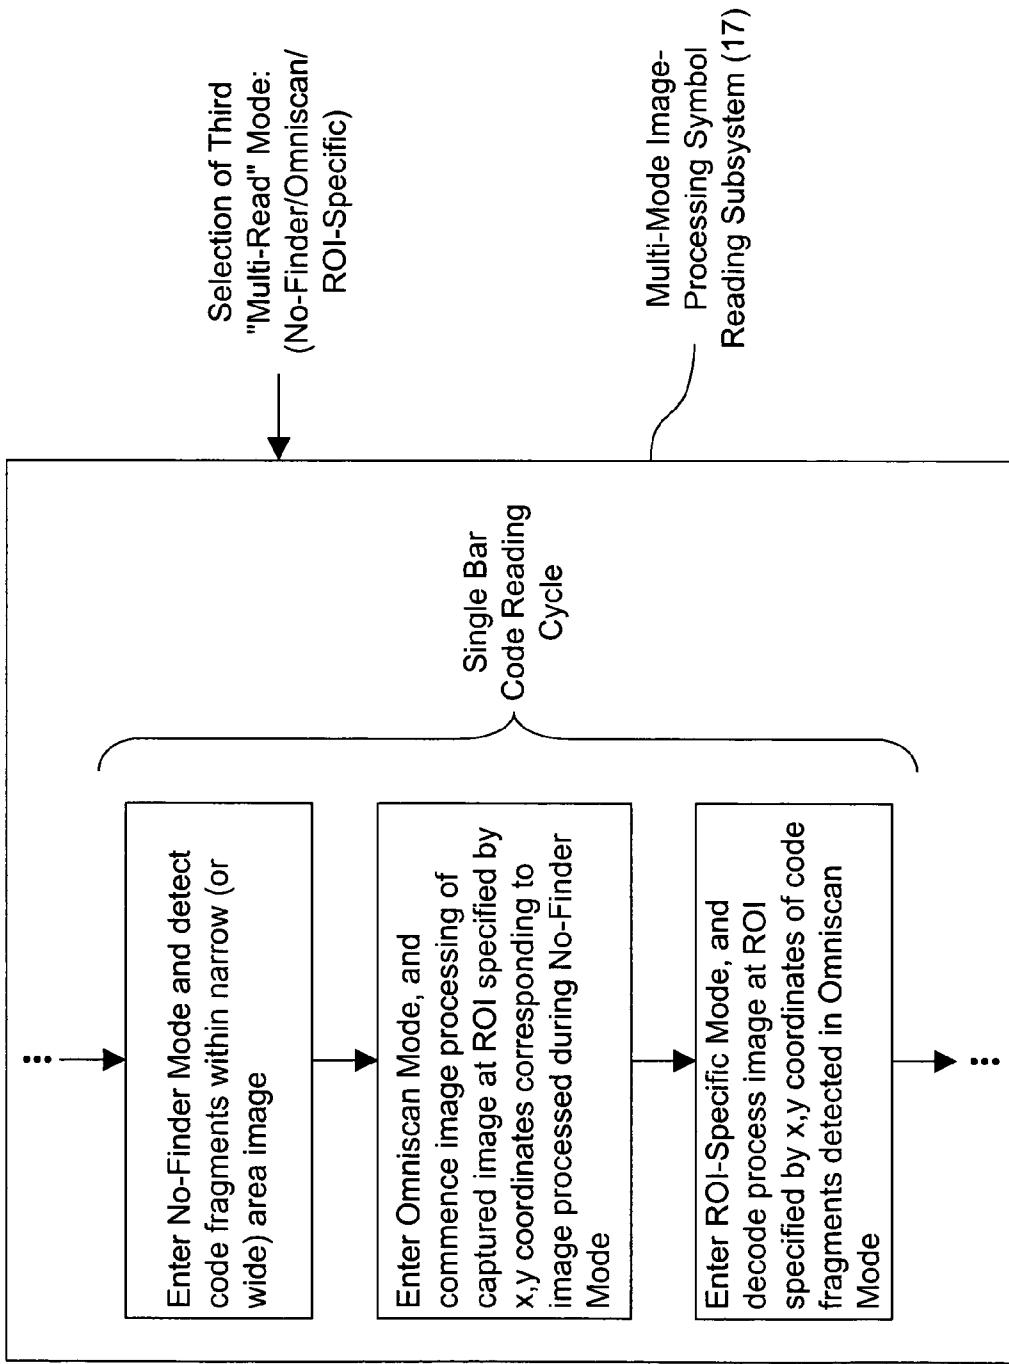 Selection of Third
"Multi-Read" Mode:
(No-Finder/Omniscan/
ROI-Specific)
Multi-Mode Image-
Processing Symbol
Reading Subsystem (17)
Single Bar
Code Reading
Cycle
Enter No-Finder Mode and detect
code fragments within narrow (or
wide) area image
Enter Omniscan Mode, and
commence image processing of
captured image at ROI specified by
x,y coordinates corresponding to
image processed during No-Finder
Mode
Enter ROI-Specific Mode, and
decode process image at ROI
specified by x,y coordinates of code
fragments detected in Omniscan
Mode